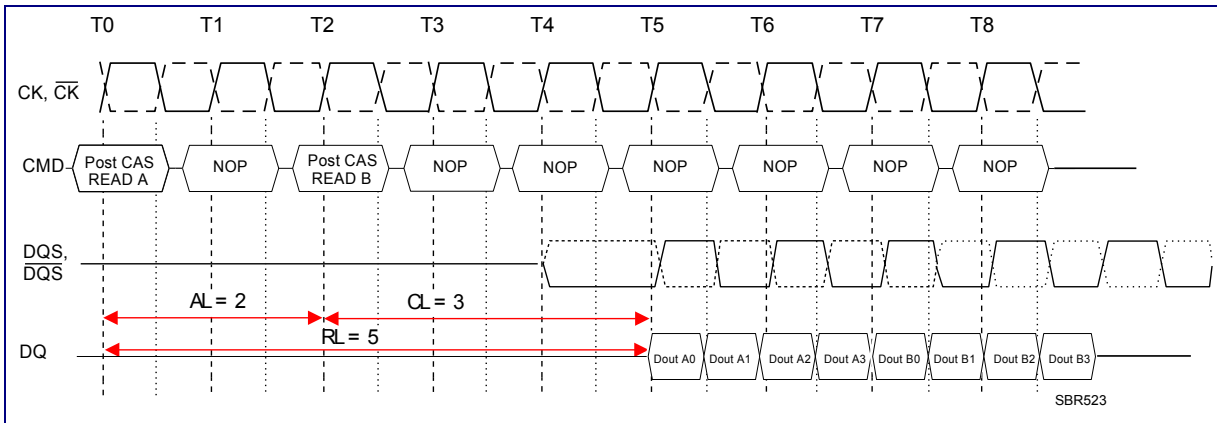 T0 T1 T2 T3 T4 T5 T6 T7 T8
CK, CK
CMD
Post CAS
READ A
NOP
Post CAS
READ B
NOP
NOP
NOP
NOP
NOP
NOP
DQS,
DQS
AL = 2
CL = 3
RL = 5
DQ
Dout A0 Dout A1 Dout A2 Dout A3 Dout B0 Dout B1 Dout B2 Dout B3
SBR523